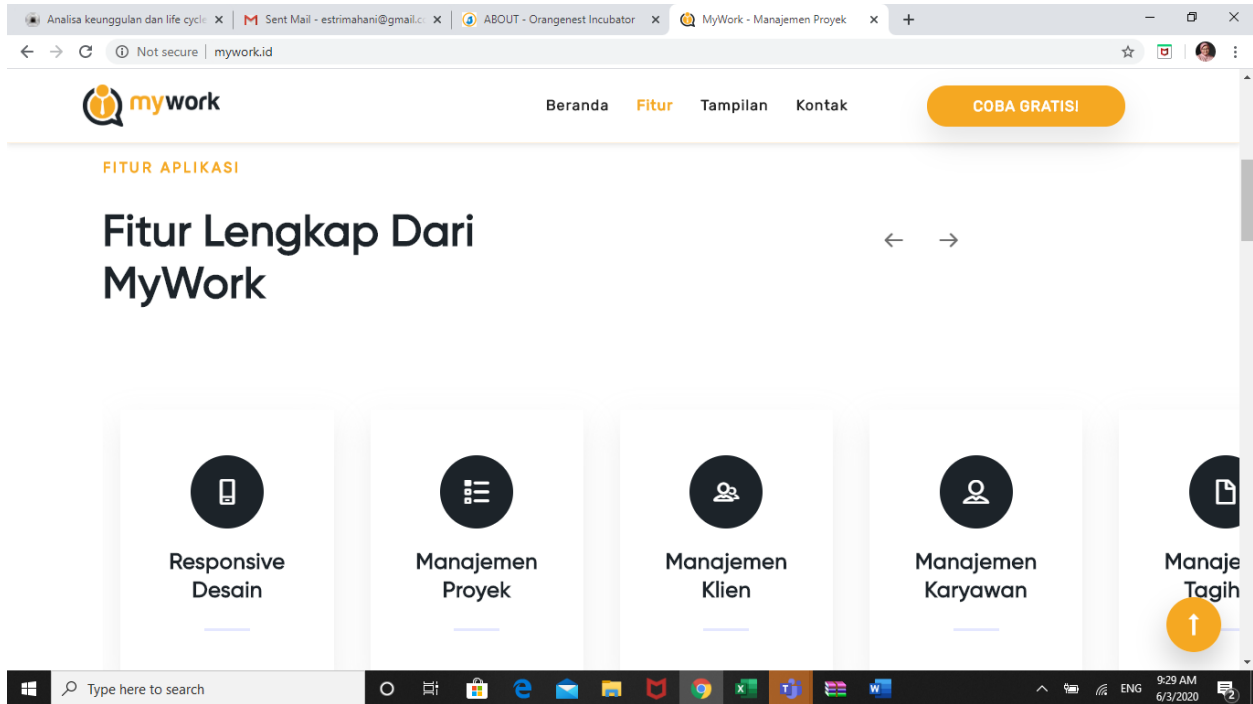 Analisa keunggulan dan life cycle
Sent Mail - estrimahani@gmail.co
ABOUT - Orangenest Incubator
MyWork - Manajemen Proyek
Not secure | mywork.id
mywork
Beranda
Fitur
Tampilan
Kontak
COBA GRATIS!
FITUR APLIKASI
Fitur Lengkap Dari
MyWork
Responsive
Desain
Manajemen
Proyek
Manajemen
Klien
Manajemen
Karyawan
Manaje
Tagih
Type here to search
ENG
9:29 AM
6/3/2020
2